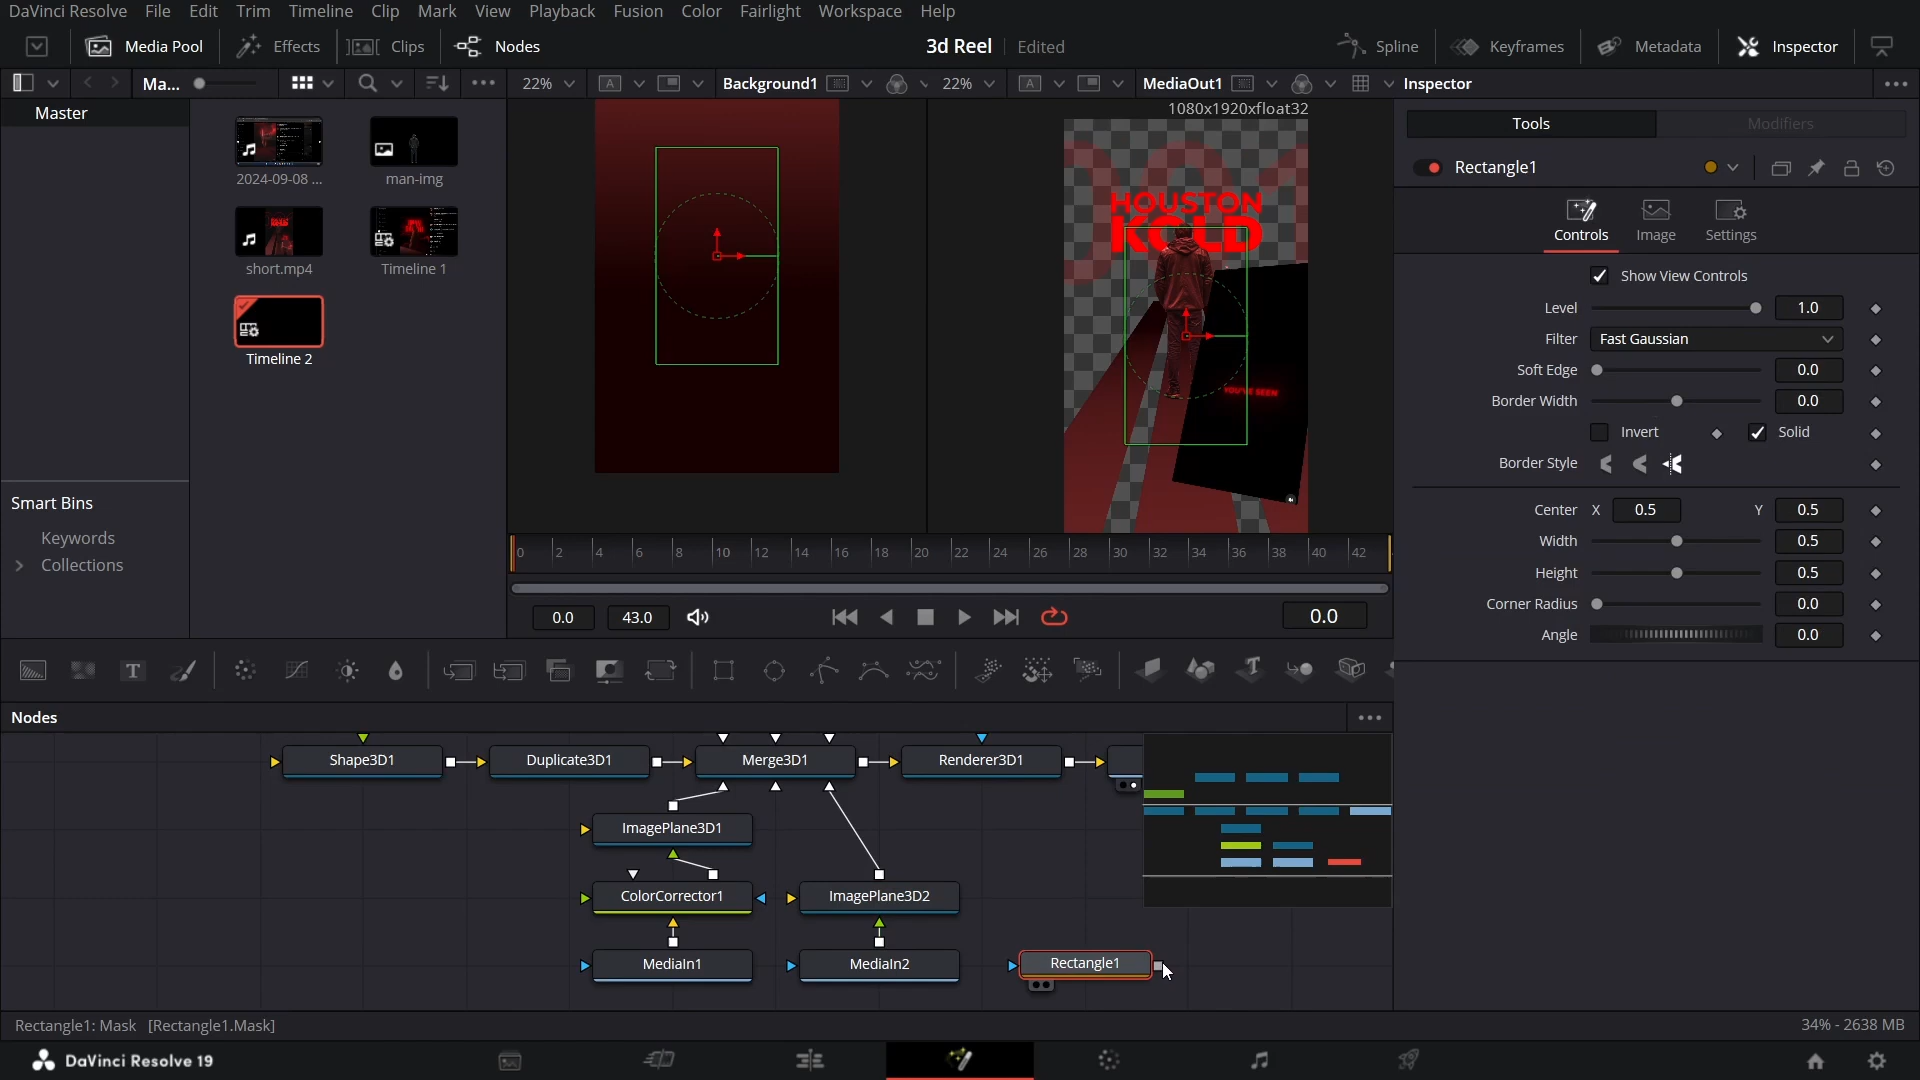 DaVinci Resolve File Edit Trim Timeline Clip Mark View Playback Fusion Color Fairlight Workspace Help
Media Pool Effects Clips Nodes 3d Reel Edited Spline Keyframes Metadata Inspector
Ma... 22% A Background1 22% A MediaOut1 Inspector
Master
1080x1920xfloat32
Tools Modifiers
2024-09-08 ... man-img
Rectangle1
HOUSTON
KOLD
Controls Image Settings
short.mp4 Timeline 1
Show View Controls
Level 1.0
Filter Fast Gaussian
Timeline 2
Soft Edge 0.0
YOU'VE SEEN
Border Width 0.0
Invert Solid
Border Style
Smart Bins
Center X 0.5 Y 0.5
Keywords
Width 0.5
0 2 4 6 8 10 12 14 16 18 20 22 24 26 28 30 32 34 36 38 40 42
Collections
Height 0.5
Corner Radius 0.0
0.0 43.0 0.0
Angle 0.0
T T
Nodes
Shape3D1 Duplicate3D1 Merge3D1 Renderer3D1
ImagePlane3D1
ColorCorrector1 ImagePlane3D2
MediaIn1 MediaIn2 Rectangle1
Rectangle1: Mask [Rectangle1.Mask] 34% - 2638 MB
DaVinci Resolve 19